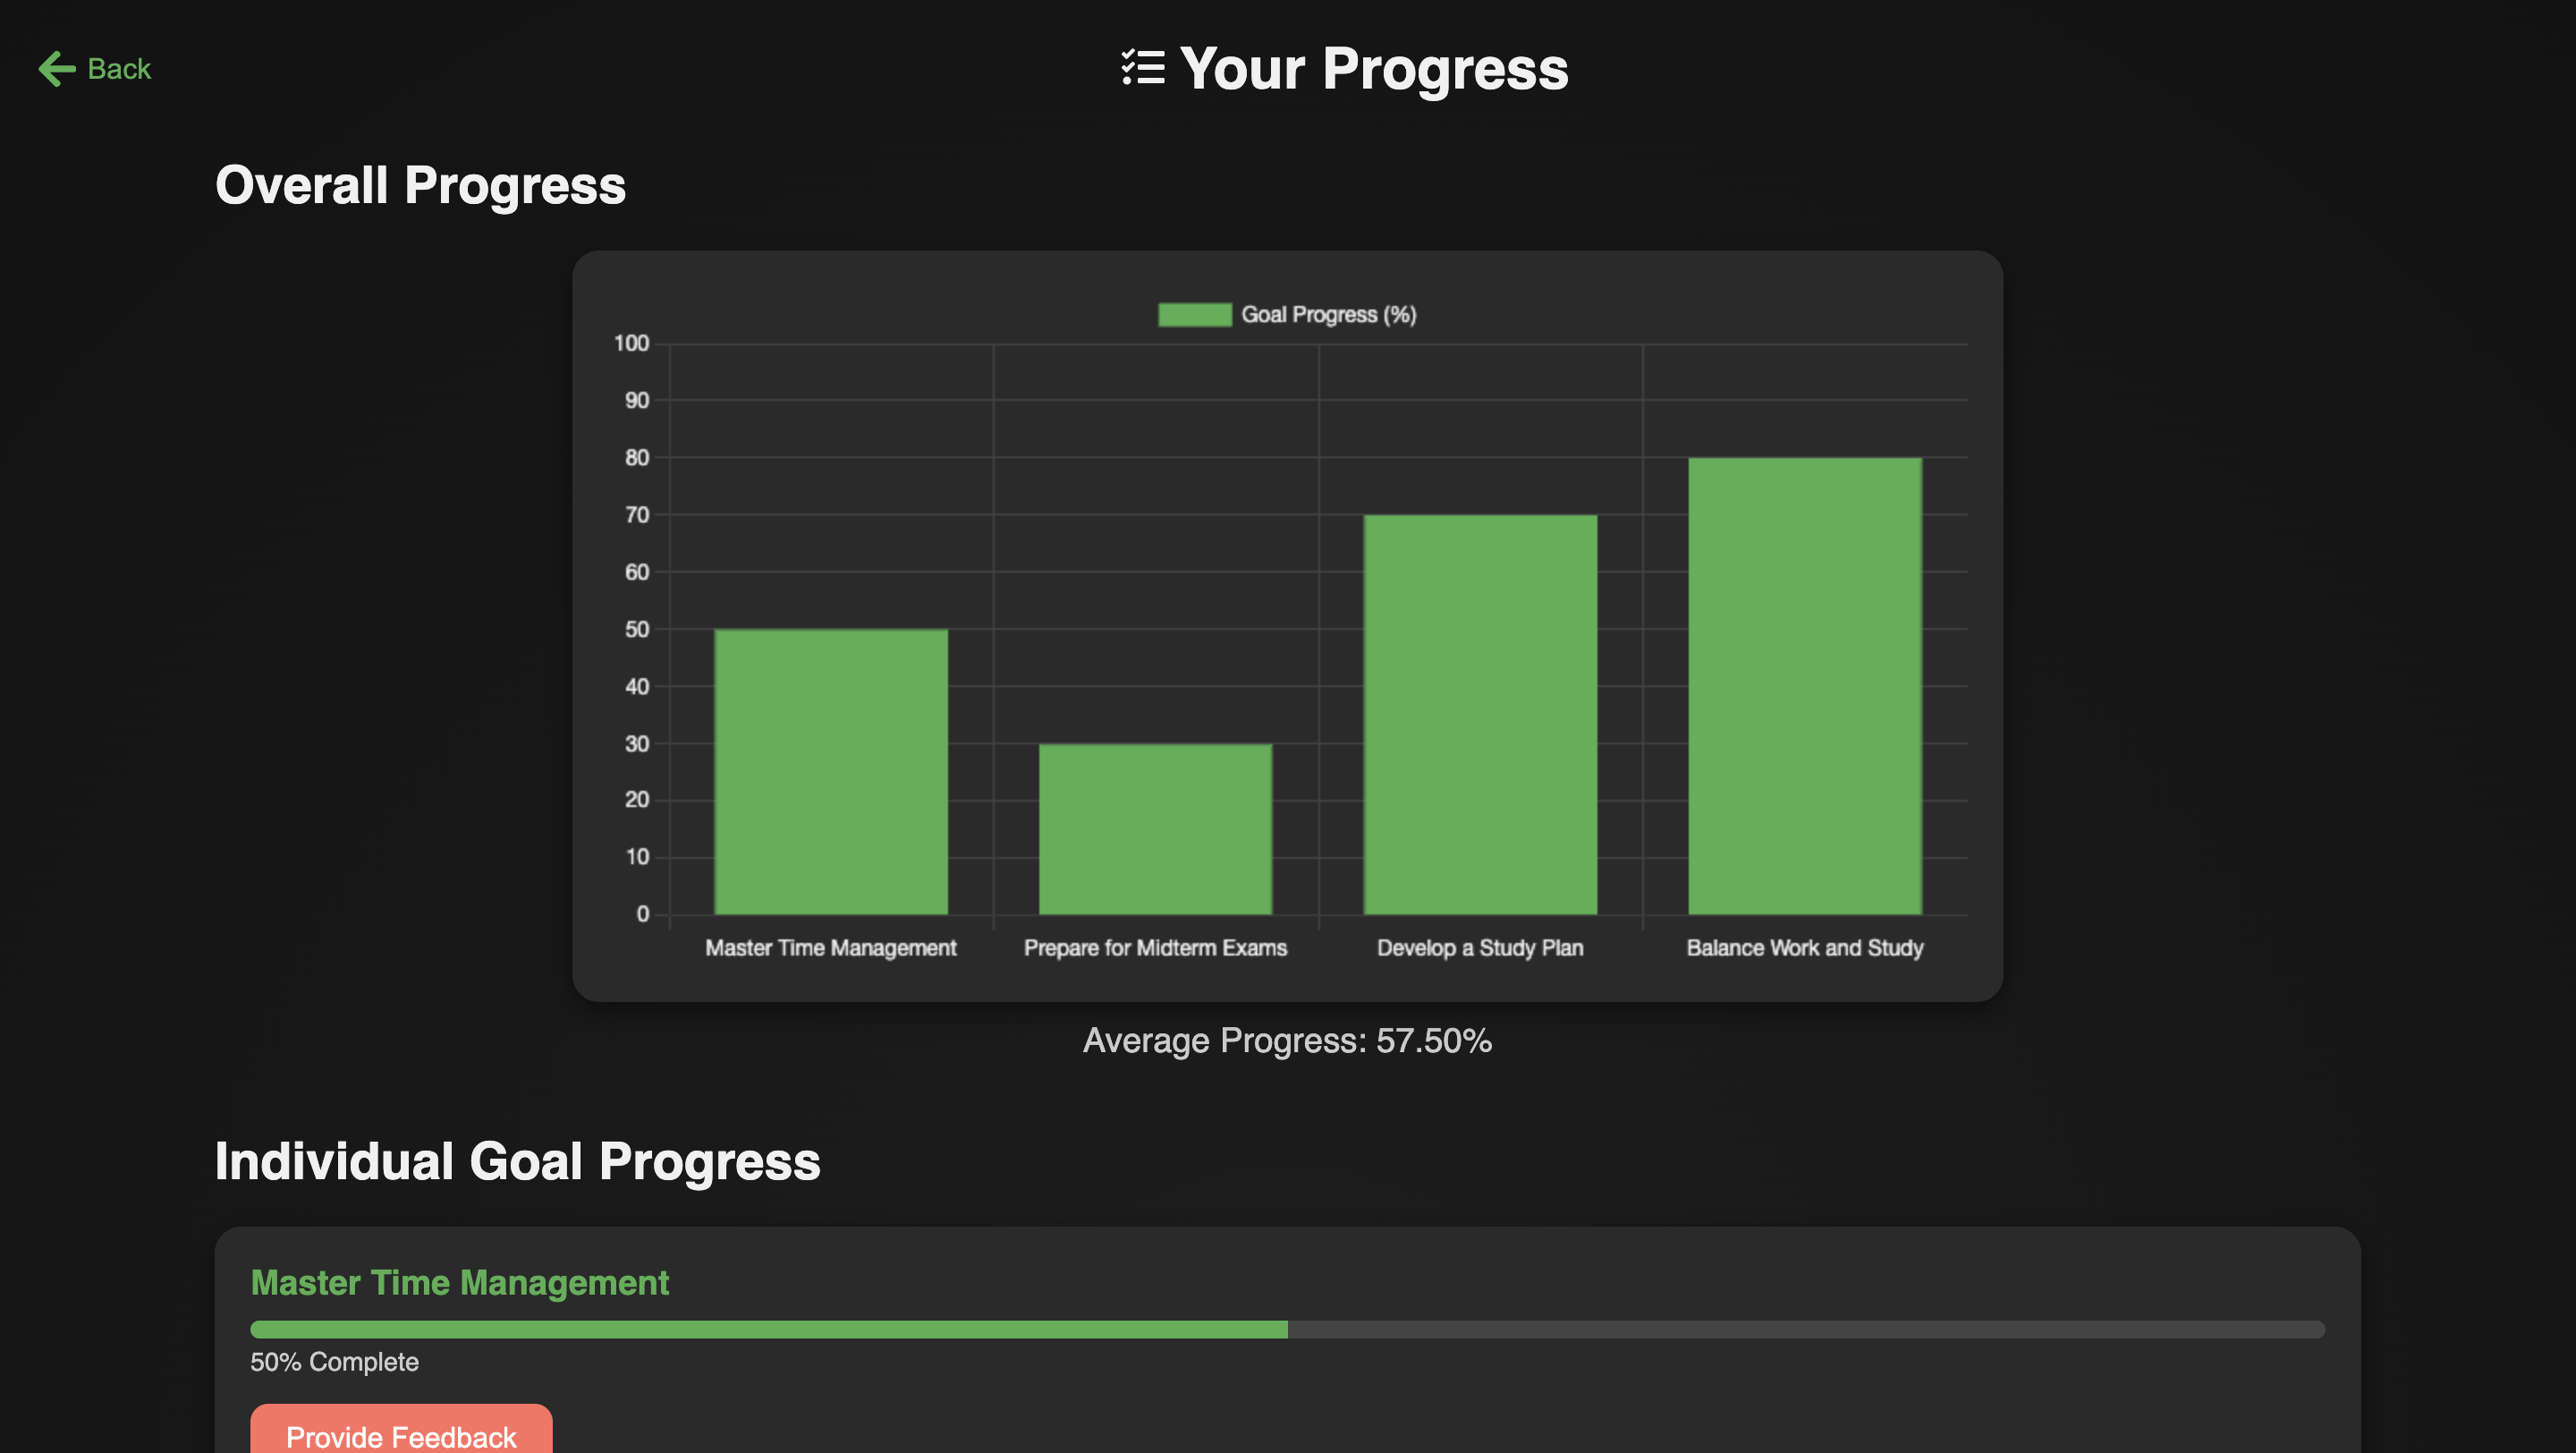 Back
Your Progress
Overall Progress
Goal Progress (%)
100
90
80
70
60
50
40
30
20
10
0
Master Time Management
Prepare for Midterm Exams
Develop a Study Plan
Balance Work and Study
Average Progress: 57.50%
Individual Goal Progress
Master Time Management
50% Complete
Provide Feedback